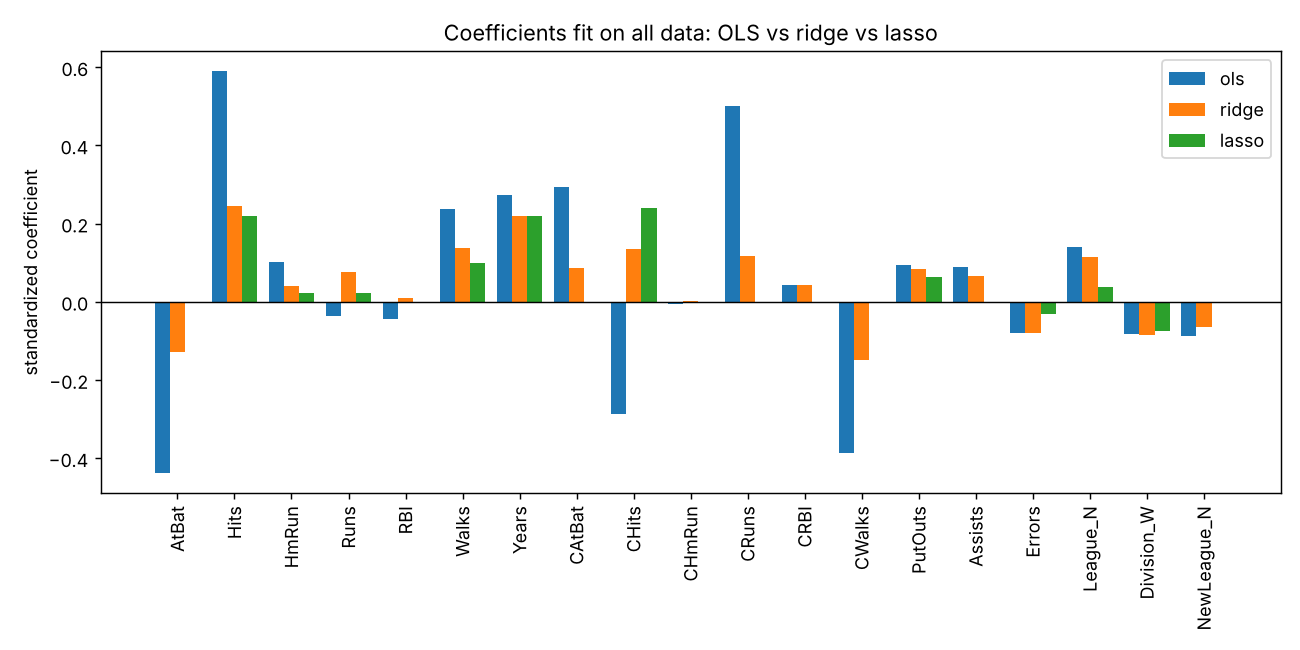 Coefficients fit on all data: OLS vs ridge vs lasso
ols
ridge
lasso
standardized coefficient
0.6
0.4
0.2
0.0
−0.2
−0.4
AtBat
Hits
HmRun
Runs
RBI
Walks
Years
CAtBat
CHits
CHmRun
CRuns
CRBI
CWalks
PutOuts
Assists
Errors
League_N
Division_W
NewLeague_N